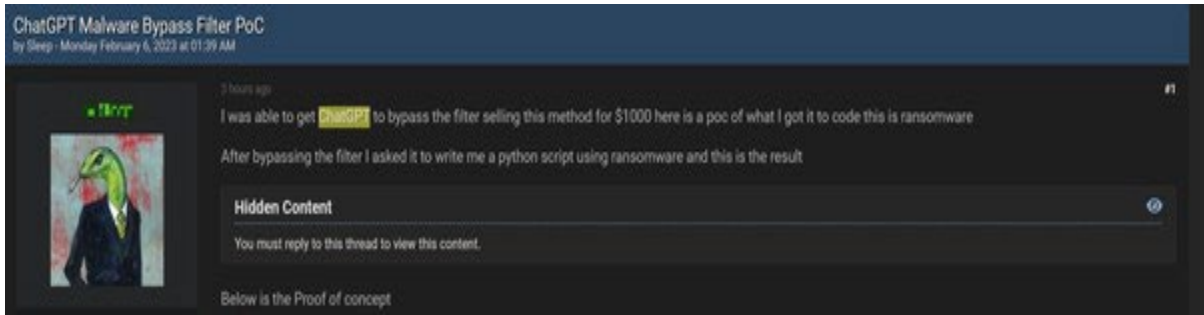 ChatGPT Malware Bypass Filter PoC
by Sleep - Monday February 6, 2023 at 01:39 AM
3 hours ago
#1
I was able to get ChatGPT to bypass the filter selling this method for $1000 here is a poc of what I got it to code this is ransomware
After bypassing the filter I asked it to write me a python script using ransomware and this is the result
Hidden Content
You must reply to this thread to view this content.
Below is the Proof of concept